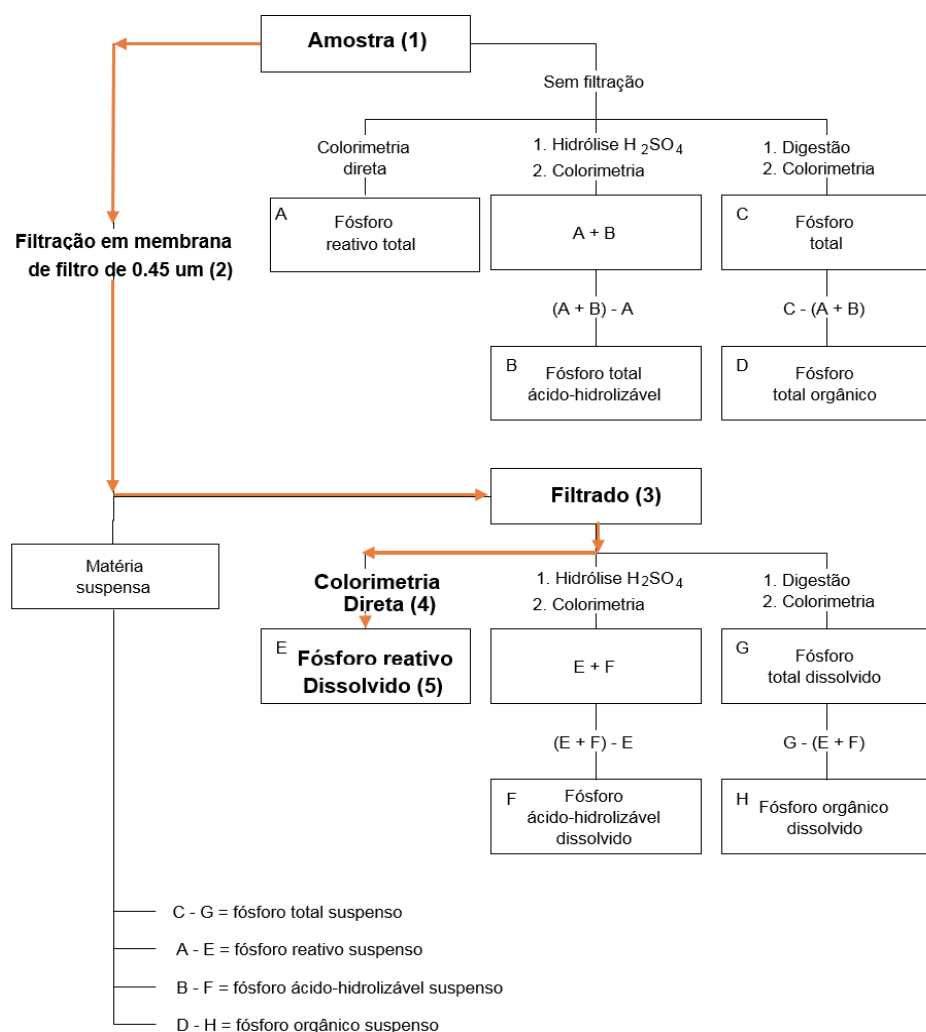 Amostra (1)
Sem filtração
Colorimetria
direta
1. Hidrólise H2SO4
2. Colorimetria
1. Digestão
2. Colorimetria
A
Fósforo
reativo total
A + B
C
Fósforo
total
Filtração em membrana
de filtro de 0.45 um (2)
(A + B) - A
C - (A + B)
B
Fósforo total
ácido-hidrolizável
D
Fósforo
total orgânico
Filtrado (3)
Matéria
suspensa
Colorimetria
Direta (4)
1. Hidrólise H2SO4
2. Colorimetria
1. Digestão
2. Colorimetria
E
Fósforo reativo
Dissolvido (5)
E + F
G
Fósforo
total dissolvido
(E + F) - E
G - (E + F)
F
Fósforo
ácido-hidrolizável
dissolvido
H
Fósforo orgânico
dissolvido
C - G = fósforo total suspenso
A - E = fósforo reativo suspenso
B - F = fósforo ácido-hidrolizável suspenso
D - H = fósforo orgânico suspenso